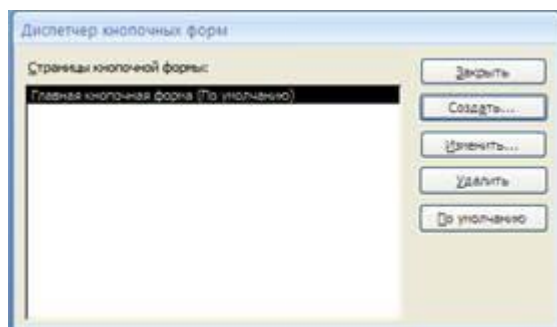 Диспетчер кнопочных форм
Страницы кнопочной формы:
Главная кнопочная форма (По умолчанию)
Закрыть
Создать...
Изменить...
Удалить
По умолчанию